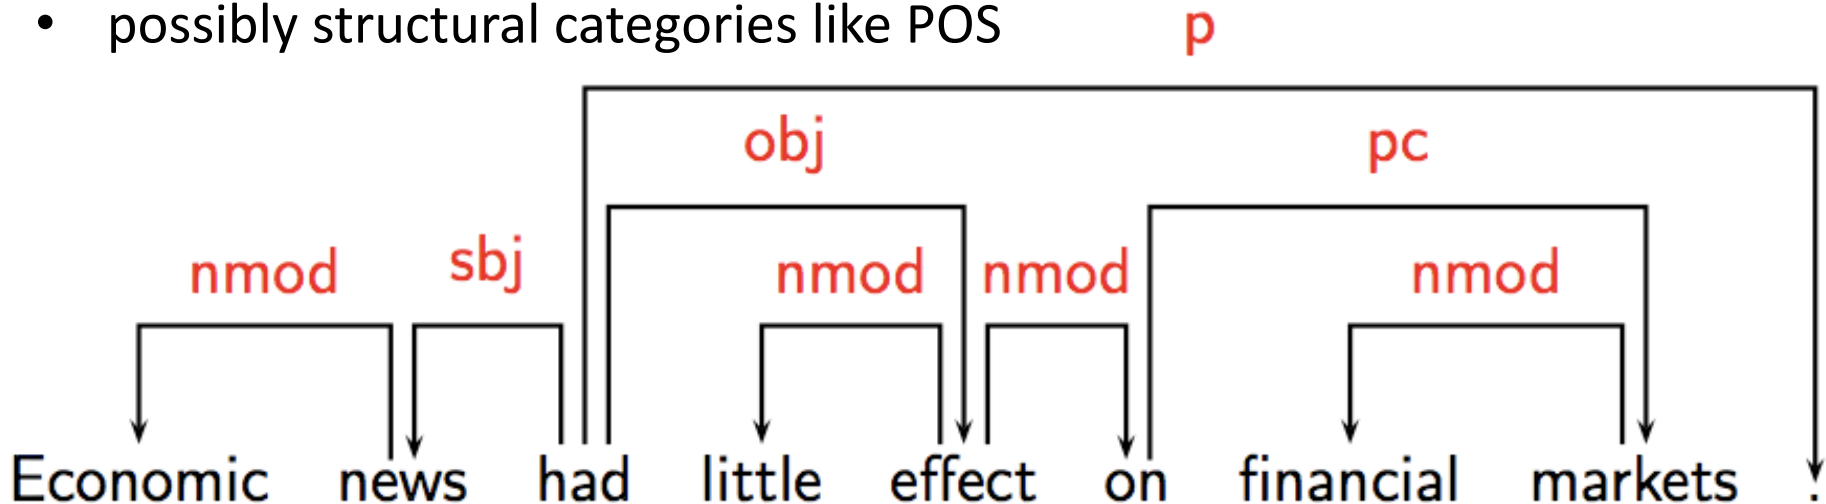 • possibly structural categories like POS
p
obj pc
nmod sbj nmod nmod nmod
Economic news had little effect on financial markets .